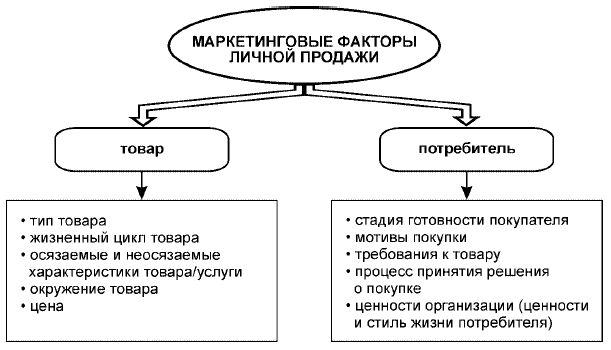 МАРКЕТИНГОВЫЕ ФАКТОРЫ
ЛИЧНОЙ ПРОДАЖИ
товар
потребитель
• тип товара
• жизненный цикл товара
• осязаемые и неосязаемые
характеристики товара/услуги
• окружение товара
• цена
• стадия готовности покупателя
• мотивы покупки
• требования к товару
• процесс принятия решения
о покупке
• ценности организации (ценности
и стиль жизни потребителя)